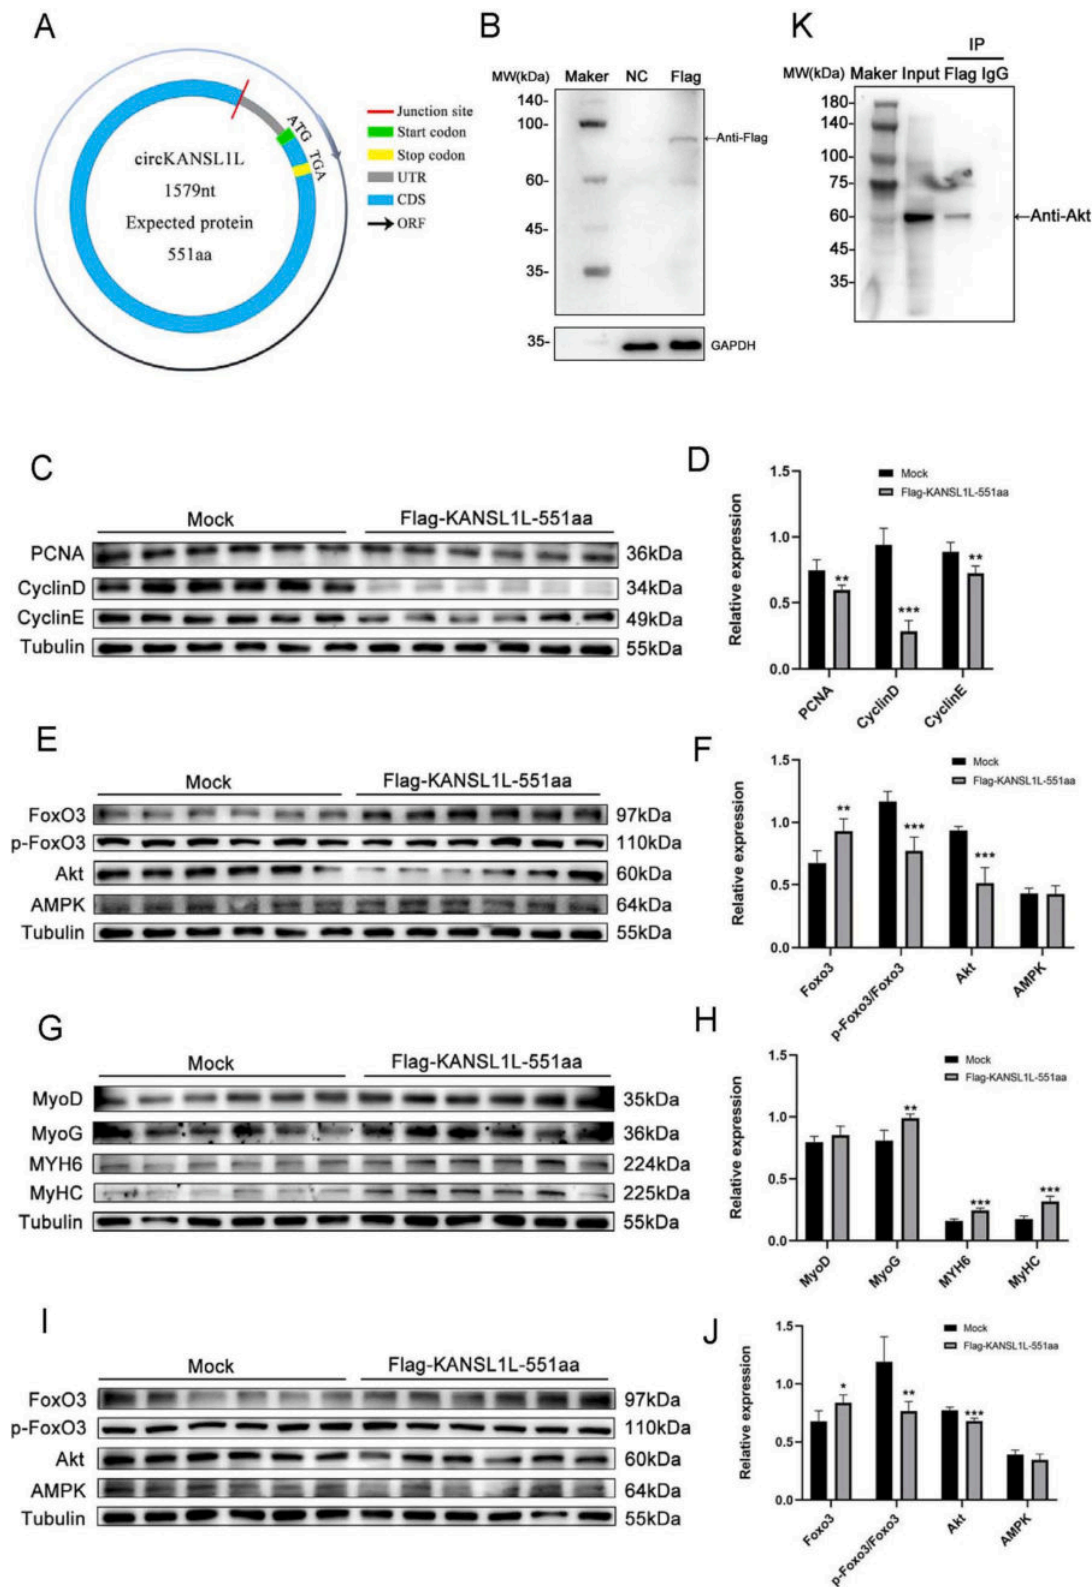 A
circKANSL1L
1579nt
Expected protein
551aa
ATG TGA
Junction site
Start codon
Stop codon
UTR
CDS
ORF
B
MW(kDa) Maker NC Flag
140-
100-
60-
45-
35-
Anti-Flag
35-
GAPDH
K
IP
MW(kDa) Maker Input Flag IgG
180-
140-
100-
75-
60-
45-
35-
Anti-Akt
C
Mock Flag-KANSL1L-551aa
PCNA 36kDa
CyclinD 34kDa
CyclinE 49kDa
Tubulin 55kDa
D
Relative expression
1.5
1.0
0.5
0.0
Mock
Flag-KANSL1L-551aa
** *** **
PCNA CyclinD CyclinE
E
Mock Flag-KANSL1L-551aa
FoxO3 97kDa
p-FoxO3 110kDa
Akt 60kDa
AMPK 64kDa
Tubulin 55kDa
F
Relative expression
1.5
1.0
0.5
0.0
Mock
Flag-KANSL1L-551aa
** *** ***
Foxo3 p-Foxo3/Foxo3 Akt AMPK
G
Mock Flag-KANSL1L-551aa
MyoD 35kDa
MyoG 36kDa
MYH6 224kDa
MyHC 225kDa
Tubulin 55kDa
H
Relative expression
1.5
1.0
0.5
0.0
Mock
Flag-KANSL1L-551aa
** *** ***
MyoD MyoG MYH6 MyHC
I
Mock Flag-KANSL1L-551aa
FoxO3 97kDa
p-FoxO3 110kDa
Akt 60kDa
AMPK 64kDa
Tubulin 55kDa
J
Relative expression
1.5
1.0
0.5
0.0
Mock
Flag-KANSL1L-551aa
* ** ***
Foxo3 p-Foxo3/Foxo3 Akt AMPK